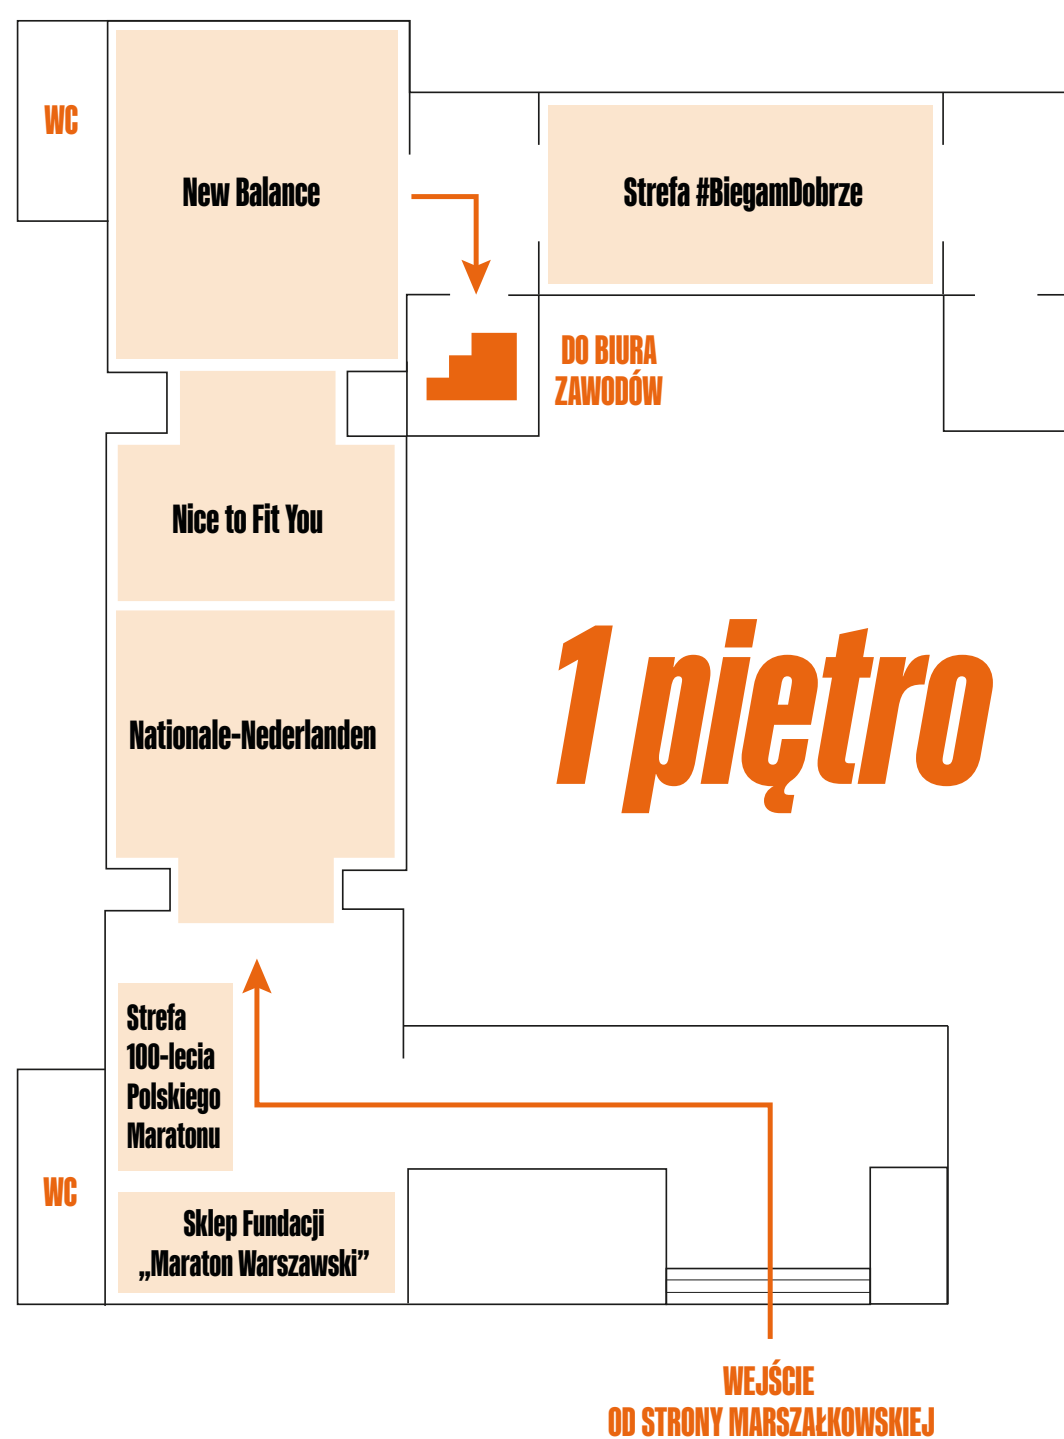 WC
New Balance
Strefa #BiegamDobrze
DO BIURA
ZAWODÓW
Nice to Fit You
1 piętro
Nationale-Nederlanden
Strefa
100-lecia
Polskiego
Maratonu
WC
Sklep Fundacji
„Maraton Warszawski”
WEJŚCIE
OD STRONY MARSZAŁKOWSKIEJ